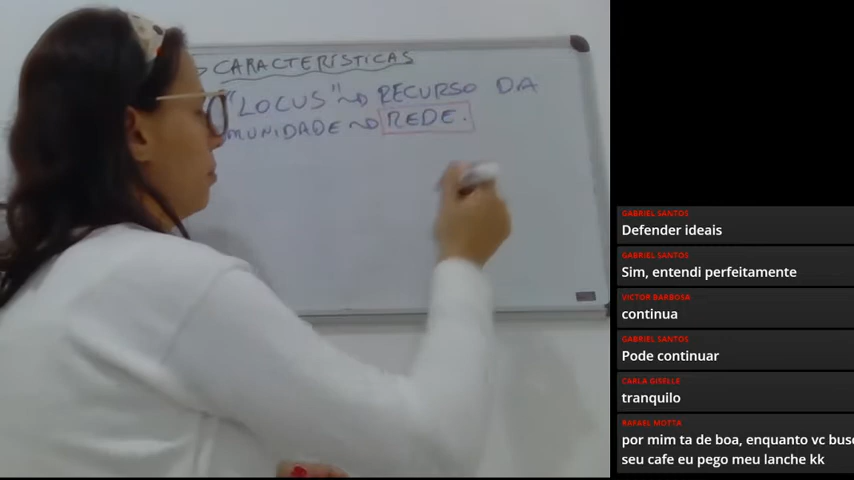 CARACTERÍSTICAS
"LOCUS" RECURSO DA
MUNIDADE REDE.
GABRIEL SANTOS
Defender ideais
GABRIEL SANTOS
Sim, entendi perfeitamente
VICTOR BARBOSA
continua
GABRIEL SANTOS
Pode continuar
CARLA GISELLE
tranquilo
RAFAEL MOTTA
por mim ta de boa, enquanto vc busc
seu cafe eu pego meu lanche kk